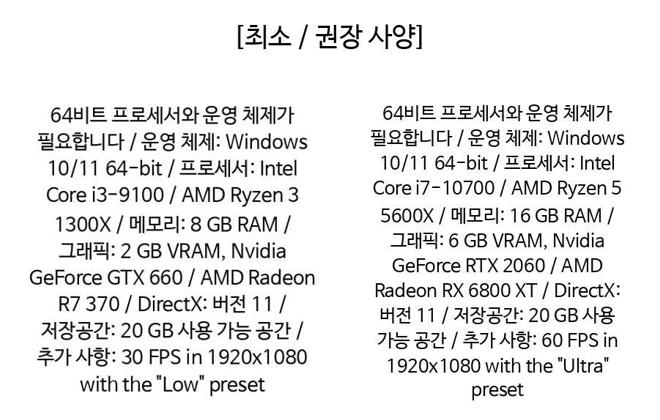 [최소 / 권장 사양]
64비트 프로세서와 운영 체제가
필요합니다 / 운영 체제: Windows
10/11 64-bit / 프로세서: Intel
Core i3-9100 / AMD Ryzen 3
1300X / 메모리: 8 GB RAM /
그래픽: 2 GB VRAM, Nvidia
GeForce GTX 660 / AMD Radeon
R7 370 / DirectX: 버전 11 /
저장공간: 20 GB 사용 가능 공간 /
추가 사항: 30 FPS in 1920x1080
with the "Low" preset
64비트 프로세서와 운영 체제가
필요합니다 / 운영 체제: Windows
10/11 64-bit / 프로세서: Intel
Core i7-10700 / AMD Ryzen 5
5600X / 메모리: 16 GB RAM /
그래픽: 6 GB VRAM, Nvidia
GeForce RTX 2060 / AMD
Radeon RX 6800 XT / DirectX:
버전 11 / 저장공간: 20 GB 사용
가능 공간 / 추가 사항: 60 FPS in
1920x1080 with the "Ultra"
preset